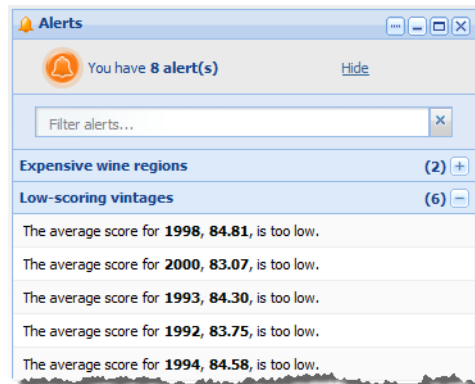 Alerts
You have 8 alert(s) Hide
Filter alerts...
Expensive wine regions (2)
Low-scoring vintages (6)
The average score for 1998, 84.81, is too low.
The average score for 2000, 83.07, is too low.
The average score for 1993, 84.30, is too low.
The average score for 1992, 83.75, is too low.
The average score for 1994, 84.58, is too low.